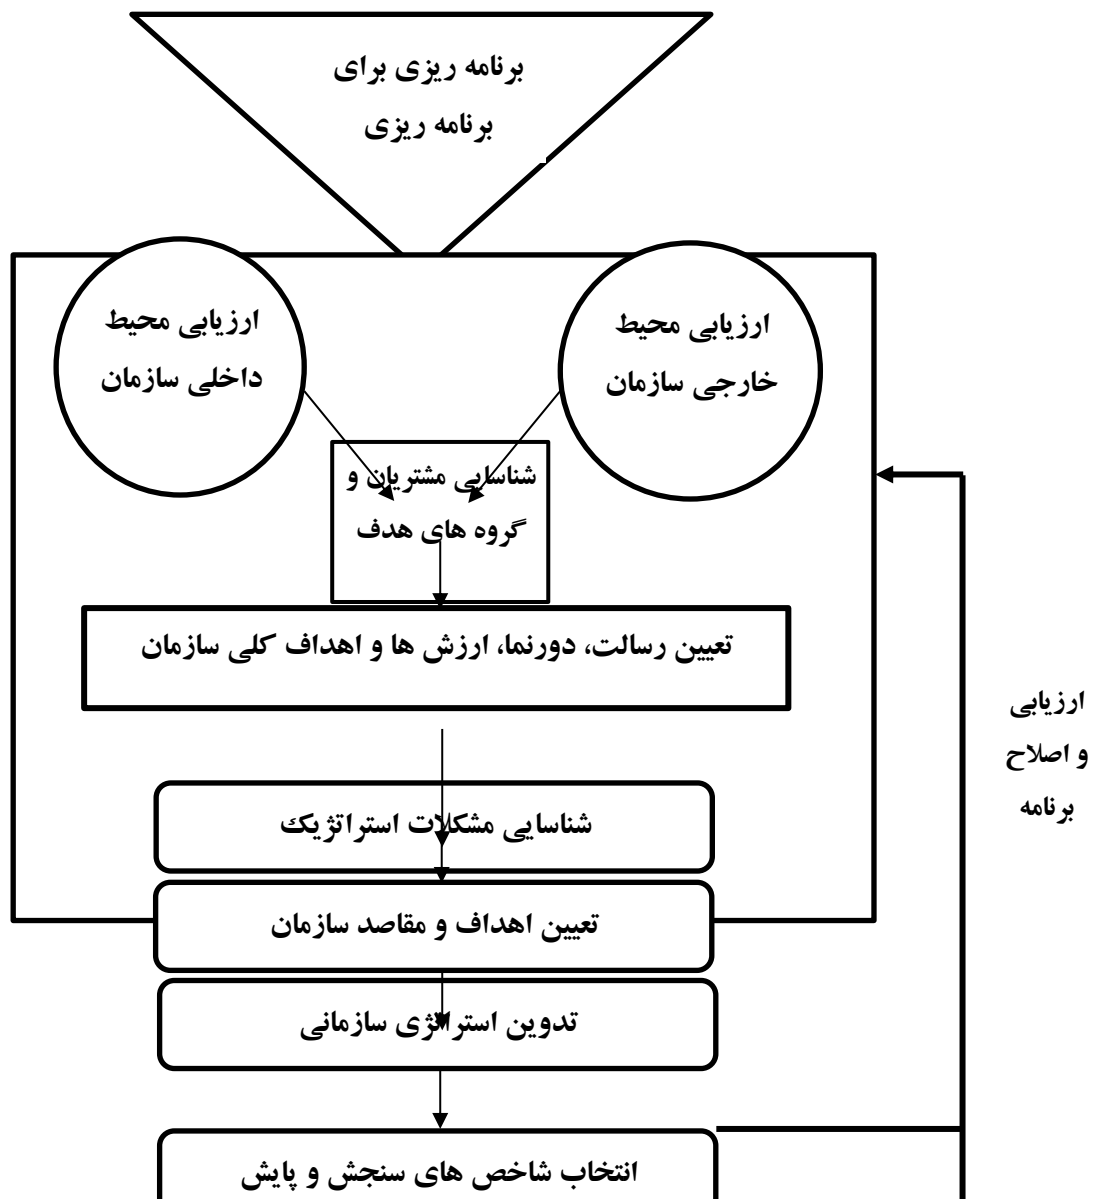 برنامه ریزی برای
برنامه ریزی
ارزیابی محیط
خارجی سازمان
ارزیابی محیط
داخلی سازمان
شناسایی مشتریان و
گروه های هدف
تعیین رسالت، دورنما، ارزش ها و اهداف کلی سازمان
شناسایی مشکلات استراتژیک
تعیین اهداف و مقاصد سازمان
تدوین استراتژی سازمانی
انتخاب شاخص های سنجش و پایش
ارزیابی
و اصلاح
برنامه